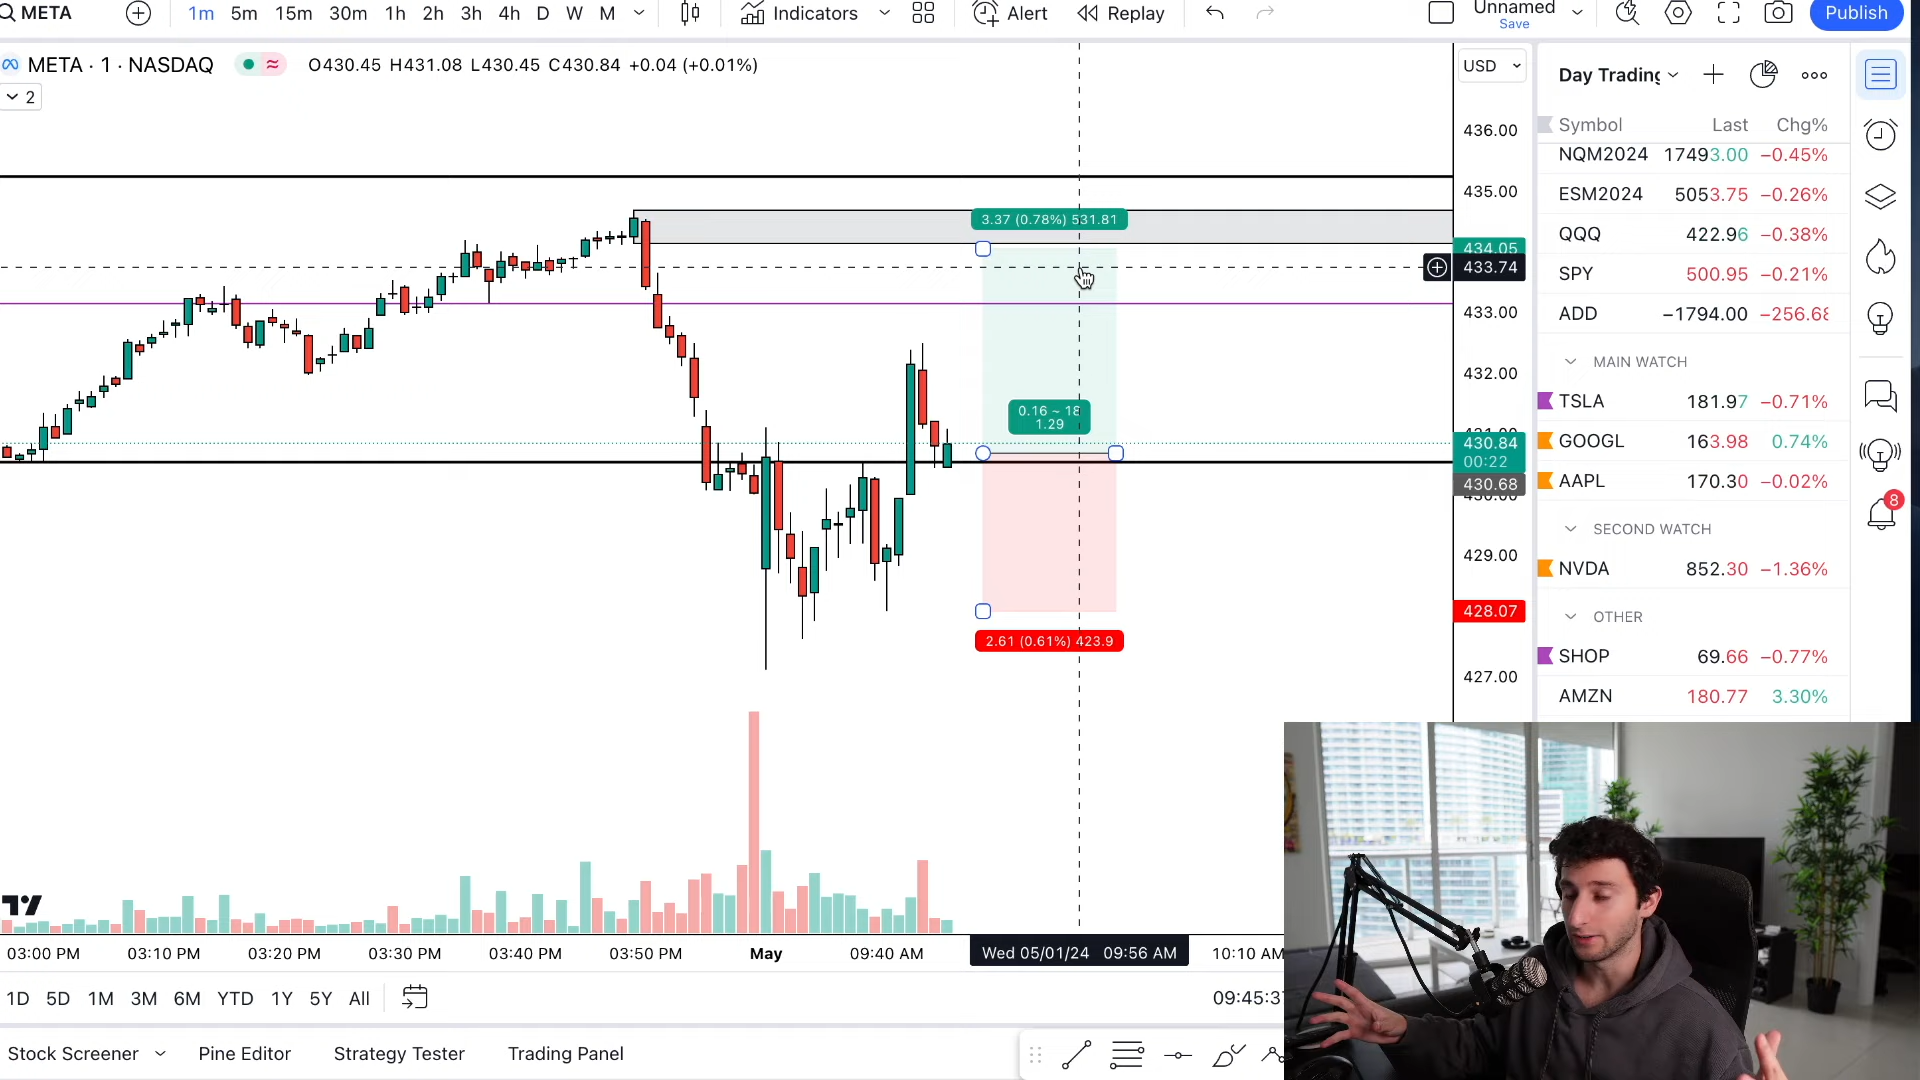 META
1m 5m 15m 30m 1h 2h 3h 4h D W M
Indicators
Alert
Replay
Unnamed
Save
Publish
META · 1 · NASDAQ
O430.45 H431.08 L430.45 C430.84 +0.04 (+0.01%)
2
USD
436.00
435.00
434.05
433.74
433.00
432.00
430.84
00:22
430.68
429.00
428.07
427.00
3.37 (0.78%) 531.81
0.16 ~ 18
1.29
2.61 (0.61%) 423.9
Day Trading
Symbol Last Chg%
NQM2024 17493.00 −0.45%
ESM2024 5053.75 −0.26%
QQQ 422.96 −0.38%
SPY 500.95 −0.21%
ADD −1794.00 −256.68
MAIN WATCH
TSLA 181.97 −0.71%
GOOGL 163.98 0.74%
AAPL 170.30 −0.02%
SECOND WATCH
NVDA 852.30 −1.36%
OTHER
SHOP 69.66 −0.77%
AMZN 180.77 3.30%
8
03:00 PM 03:10 PM 03:20 PM 03:30 PM 03:40 PM 03:50 PM May 09:40 AM Wed 05/01/24 09:56 AM 10:10 AM
1D 5D 1M 3M 6M YTD 1Y 5Y All
09:45:37
Stock Screener Pine Editor Strategy Tester Trading Panel